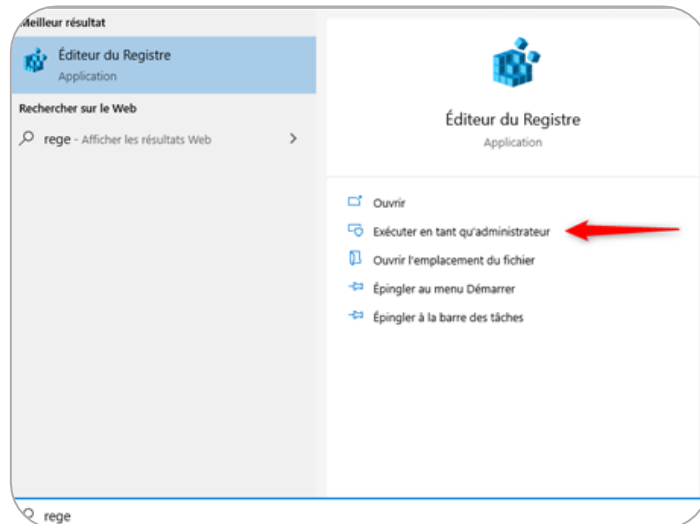 Meilleur résultat
Éditeur du Registre
Application
Rechercher sur le Web
rege - Afficher les résultats Web
Éditeur du Registre
Application
Ouvrir
Exécuter en tant qu'administrateur
Ouvrir l'emplacement du fichier
Épingler au menu Démarrer
Épingler à la barre des tâches
rege